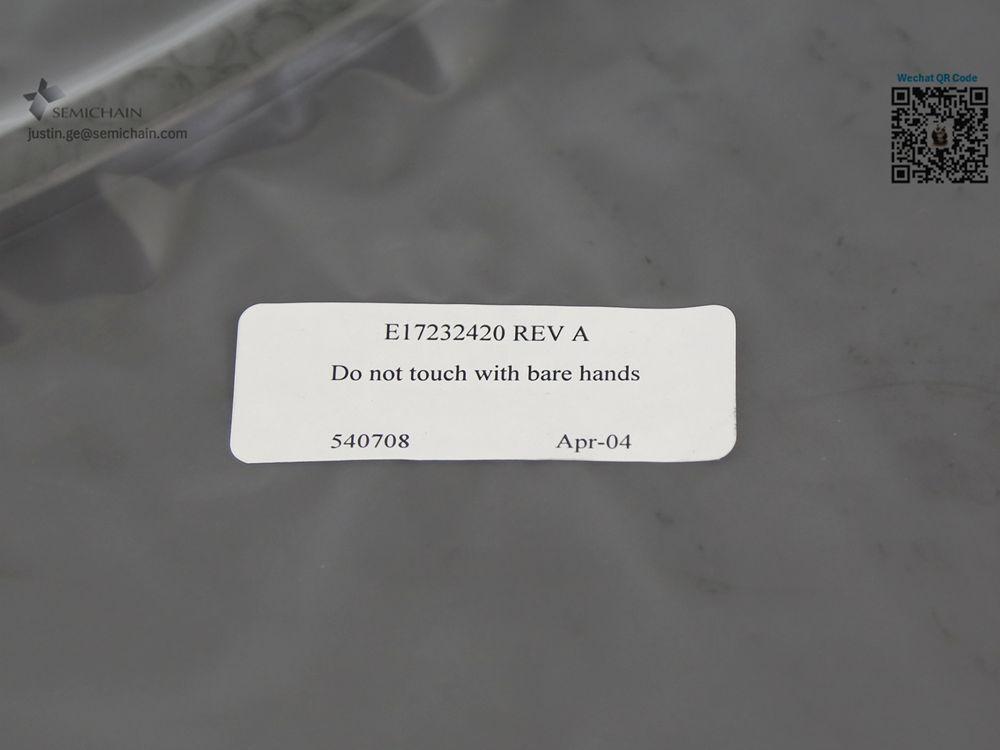 SEMICHAIN
justin.ge@semichain.com
Wechat QR Code
E17232420 REV A
Do not touch with bare hands
540708 Apr-04